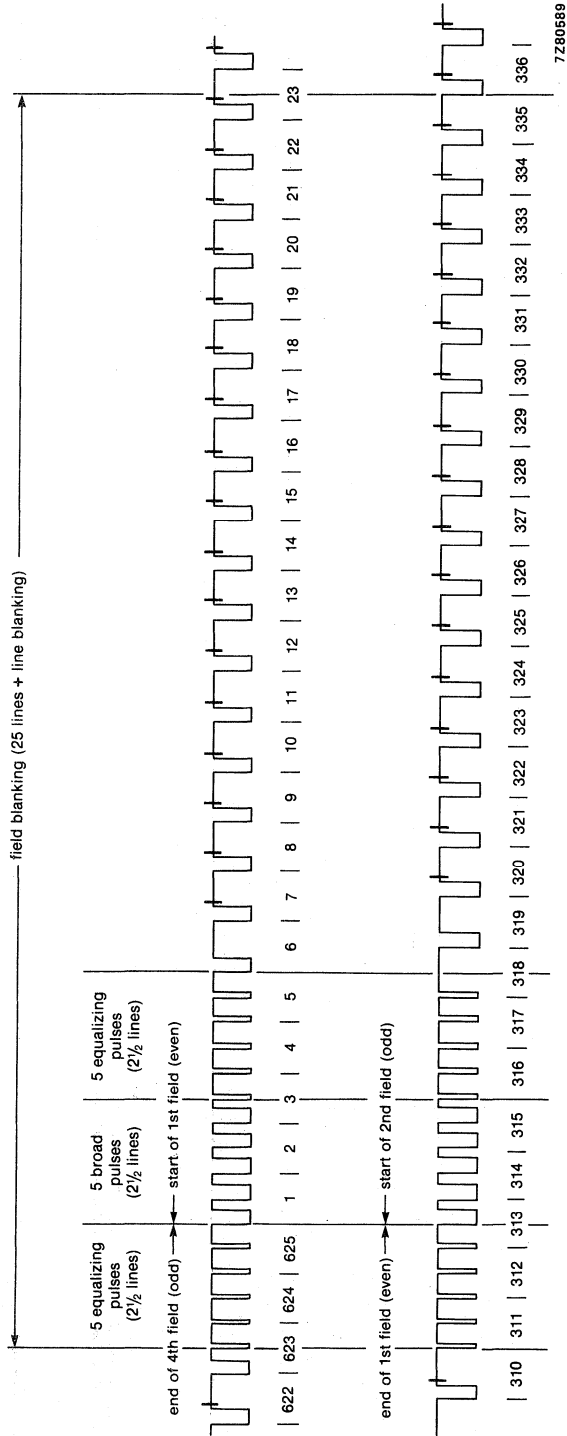 field blanking (25 lines + line blanking)
5 equalizing
pulses
(2½ lines)
5 broad
pulses
(2½ lines)
5 equalizing
pulses
(2½ lines)
end of 4th field (odd)
start of 1st field (even)
| 622 | 623 | 624 | 625 | 1 | 2 | 3 | 4 | 5 | 6 | 7 | 8 | 9 | 10 | 11 | 12 | 13 | 14 | 15 | 16 | 17 | 18 | 19 | 20 | 21 | 22 | 23 |
end of 1st field (even)
start of 2nd field (odd)
| 310 | 311 | 312 | 313 | 314 | 315 | 316 | 317 | 318 | 319 | 320 | 321 | 322 | 323 | 324 | 325 | 326 | 327 | 328 | 329 | 330 | 331 | 332 | 333 | 334 | 335 | 336 |
7Z80589